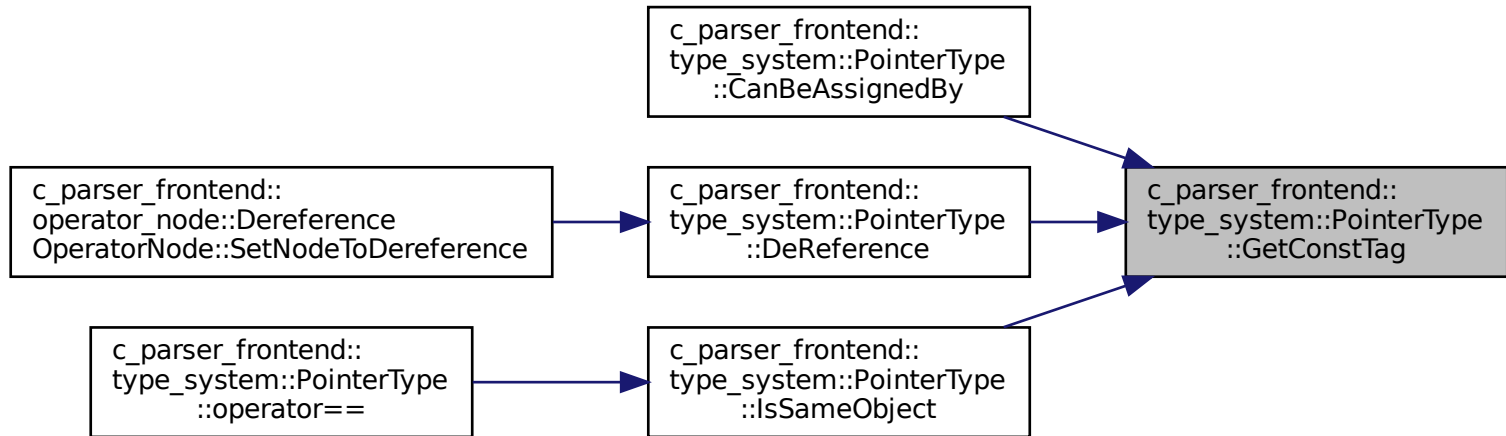 c_parser_frontend::
type_system::PointerType
::CanBeAssignedBy
c_parser_frontend::
operator_node::Dereference
OperatorNode::SetNodeToDereference
c_parser_frontend::
type_system::PointerType
::DeReference
c_parser_frontend::
type_system::PointerType
::GetConstTag
c_parser_frontend::
type_system::PointerType
::operator==
c_parser_frontend::
type_system::PointerType
::IsSameObject